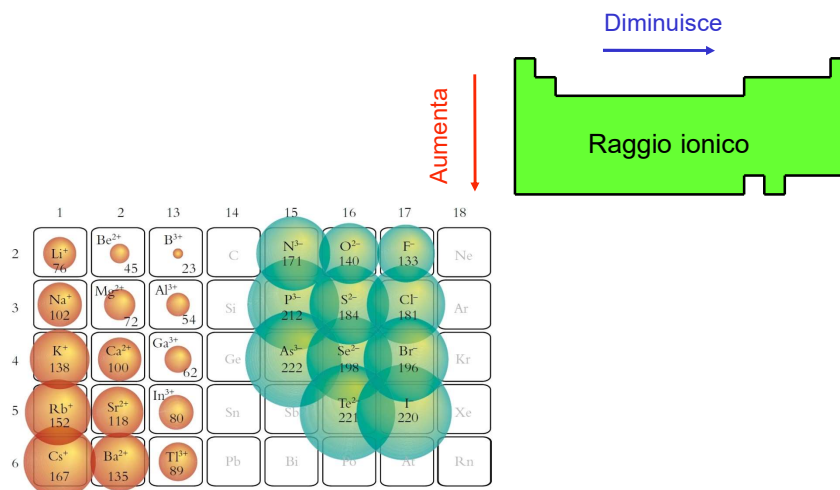 Diminuisce
Aumenta
Raggio ionico
1 2 13 14 15 16 17 18
2 Li⁺ 76 Be²⁺ 45 B³⁺ 23 C N³⁻ 171 O²⁻ 140 F⁻ 133 Ne
3 Na⁺ 102 Mg²⁺ 72 Al³⁺ 54 Si P³⁻ 212 S²⁻ 184 Cl⁻ 181 Ar
4 K⁺ 138 Ca²⁺ 100 Ga³⁺ 62 Ge As³⁻ 222 Se²⁻ 198 Br⁻ 196 Kr
5 Rb⁺ 152 Sr²⁺ 118 In³⁺ 80 Sn Sb Te²⁻ 221 I⁻ 220 Xe
6 Cs⁺ 167 Ba²⁺ 135 Tl³⁺ 89 Pb Bi Po At Rn